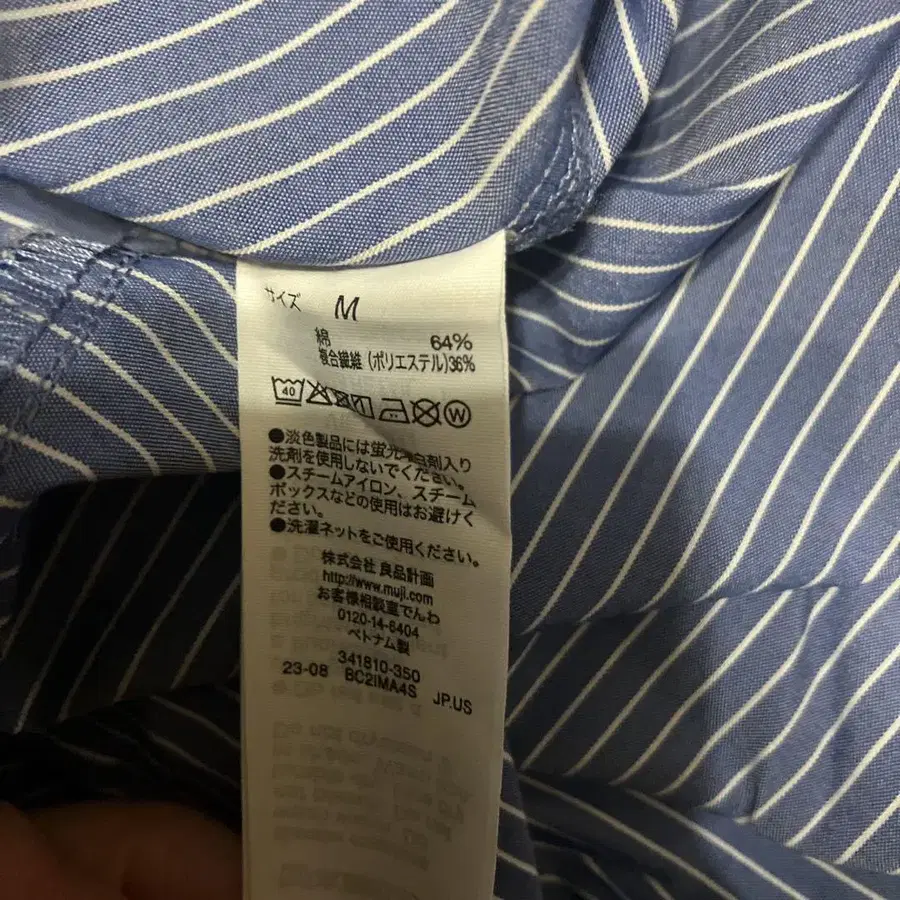 サイズ M
綿 64%
複合繊維 (ポリエステル)36%
40 W
●淡色製品には蛍光増白剤入り
洗剤を使用しないでください。
●スチームアイロン、スチーム
ボックスなどの使用はお避けく
ださい。
●洗濯ネットをご使用ください。
株式会社 良品計画
http://www.muji.com
お客様相談室でんわ
0120-14-6404
ベトナム製
341810-350
23-08 BC2IMA4S JP.US